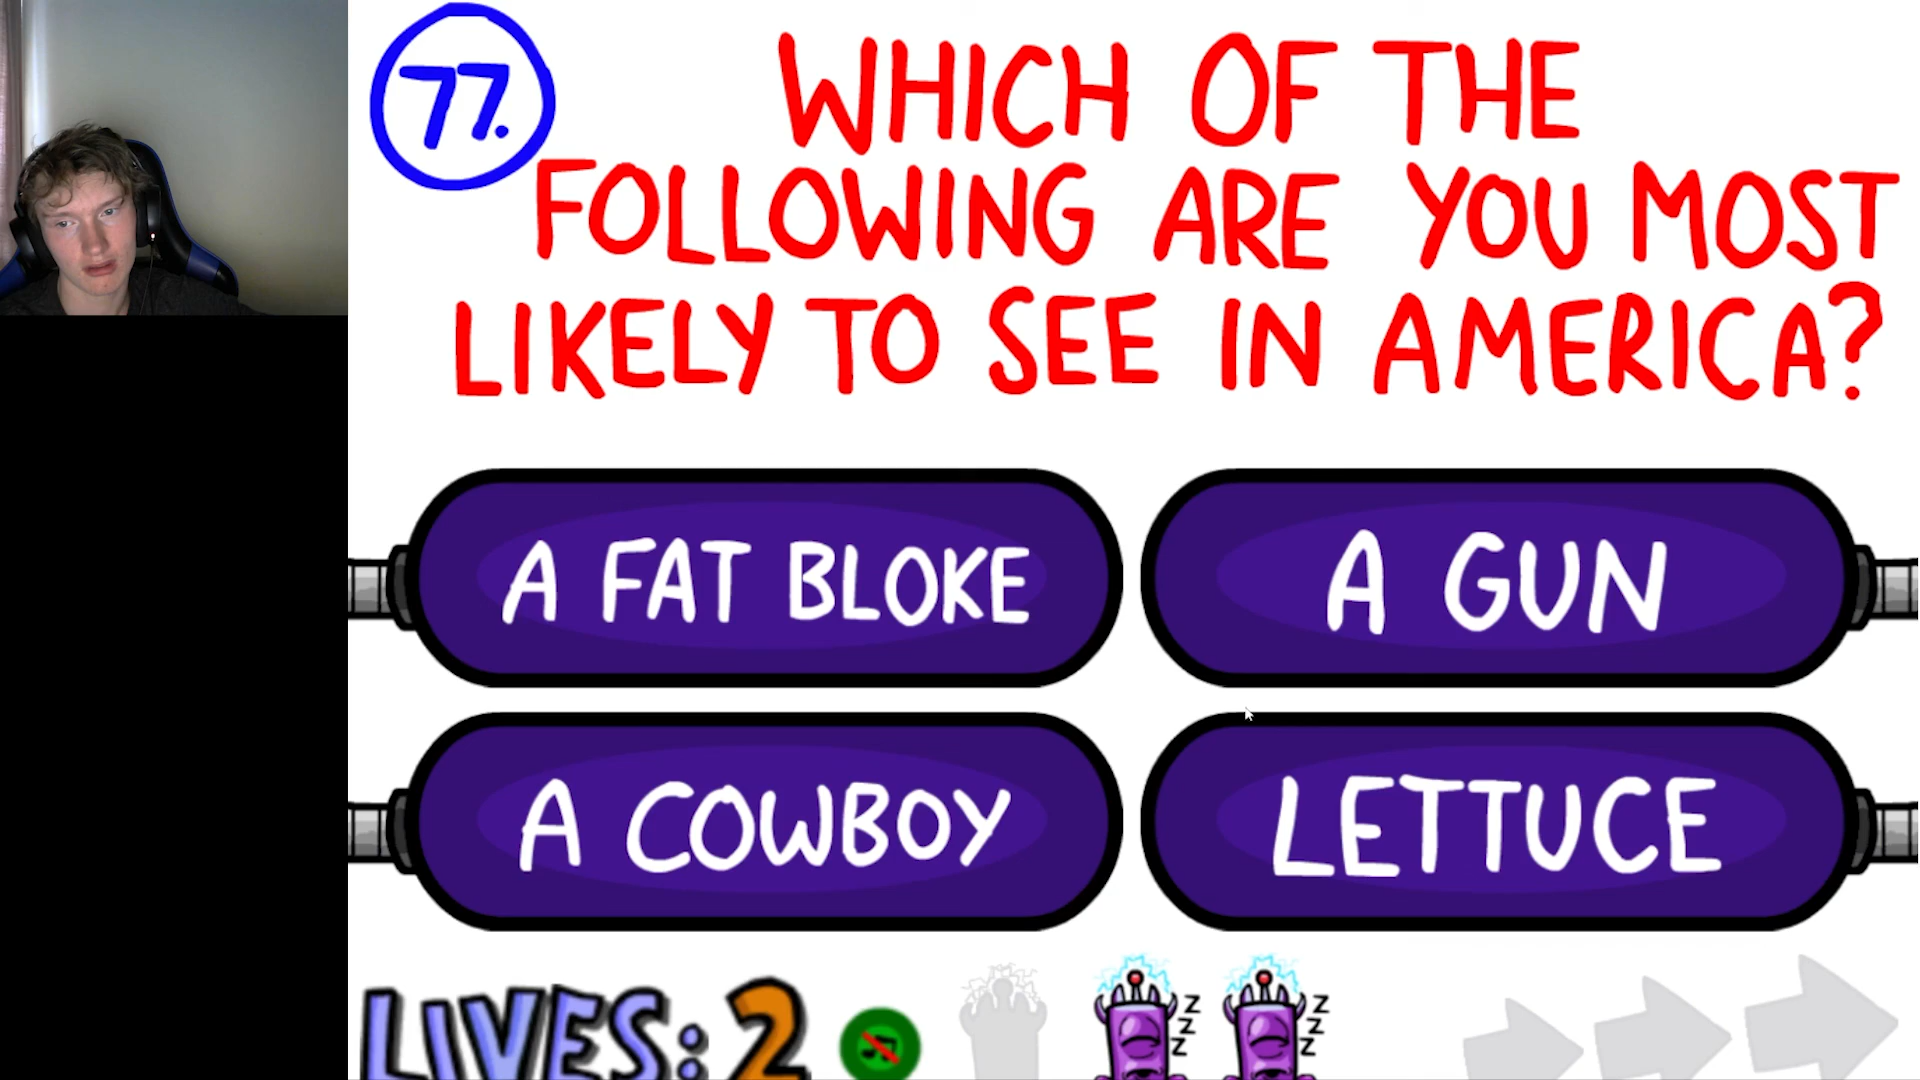 77.
WHICH OF THE
FOLLOWING ARE YOU MOST
LIKELY TO SEE IN AMERICA?
A FAT BLOKE
A GUN
A COWBOY
LETTUCE
LIVES: 2
Z
Z
Z
Z
Z
Z